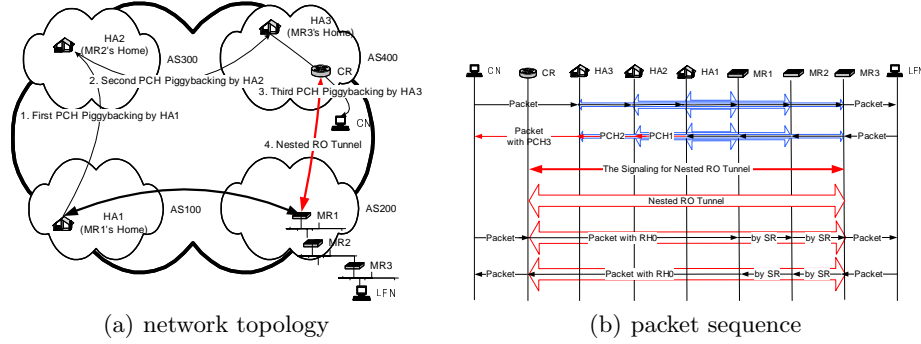 HA3
(MR3's Home)
HA2
(MR2's Home)
AS300
AS400
CR
2. Second PCH Piggybacking by HA2
3. Third PCH Piggybacking by HA3
1. First PCH Piggybacking by HA1
CN
4. Nested RO Tunnel
AS100
AS200
HA1
(MR1's Home)
MR1
MR2
MR3
LFN
(a) network topology
CN CR HA3 HA2 HA1 MR1 MR2 MR3 LFN
Packet Packet
Packet with PCH3 PCH2 PCH1 Packet
The Signaling for Nested RO Tunnel
Nested RO Tunnel
Packet Packet with RH0 by SR by SR Packet
Packet Packet with RH0 by SR by SR Packet
(b) packet sequence